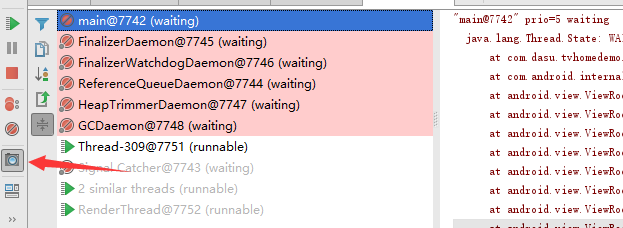 main@7742 (waiting)
FinalizerDaemon@7745 (waiting)
FinalizerWatchdogDaemon@7746 (waiting)
ReferenceQueueDaemon@7744 (waiting)
HeapTrimmerDaemon@7747 (waiting)
GCDaemon@7748 (waiting)
Thread-309@7751 (runnable)
Signal Catcher@7743 (waiting)
2 similar threads (runnable)
RenderThread@7752 (runnable)
"main@7742" prio=5 waiting
java.lang.Thread.State: WA
at com.dasu.tvhomedemo.
at com.android.interna
at android.view.ViewRo
at android.view.ViewRo
at android.view.ViewRo
at android.view.ViewRo
at android.view.ViewRo
at android.view.ViewRo
at android.view.ViewRo